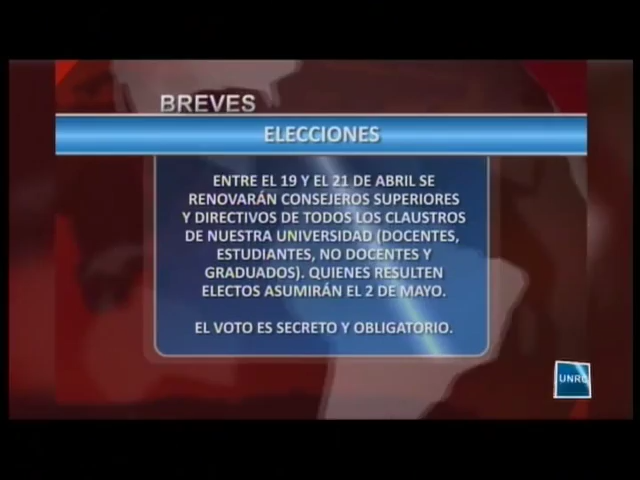 BREVES
ELECCIONES
ENTRE EL 19 Y EL 21 DE ABRIL SE
RENOVARÁN CONSEJEROS SUPERIORES
Y DIRECTIVOS DE TODOS LOS CLAUSTROS
DE NUESTRA UNIVERSIDAD (DOCENTES,
ESTUDIANTES, NO DOCENTES Y
GRADUADOS). QUIENES RESULTEN
ELECTOS ASUMIRÁN EL 2 DE MAYO.
EL VOTO ES SECRETO Y OBLIGATORIO.
UNRC